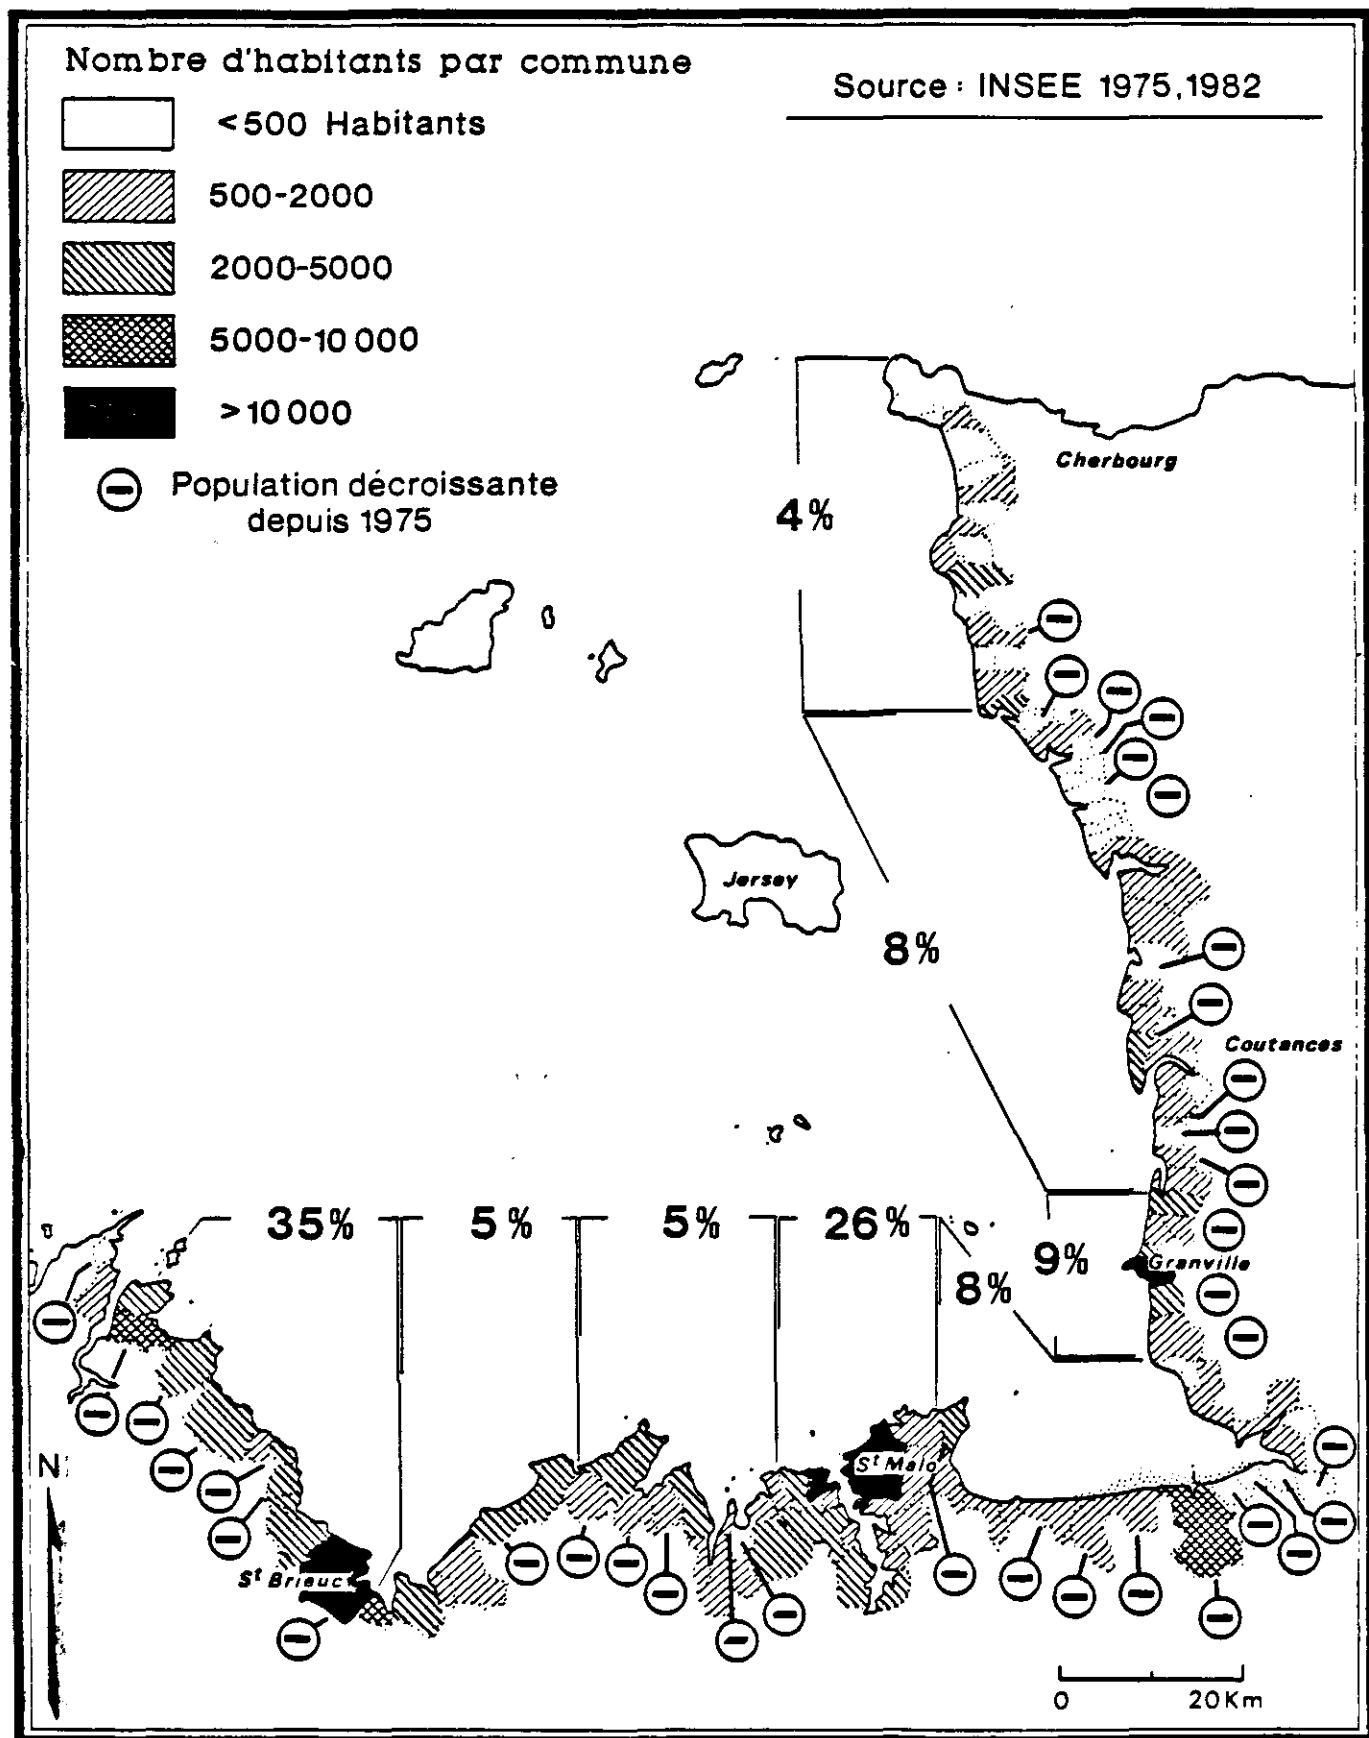 Nombre d'habitants par commune
Source : INSEE 1975,1982
<500 Habitants
500-2000
2000-5000
5000-10 000
>10 000
Population décroissante
depuis 1975
Cherbourg
4%
Jersey
8%
Coutances
35%
5%
5%
26%
9%
8%
Granville
N
St Malo
St Brieuc
0
20 Km